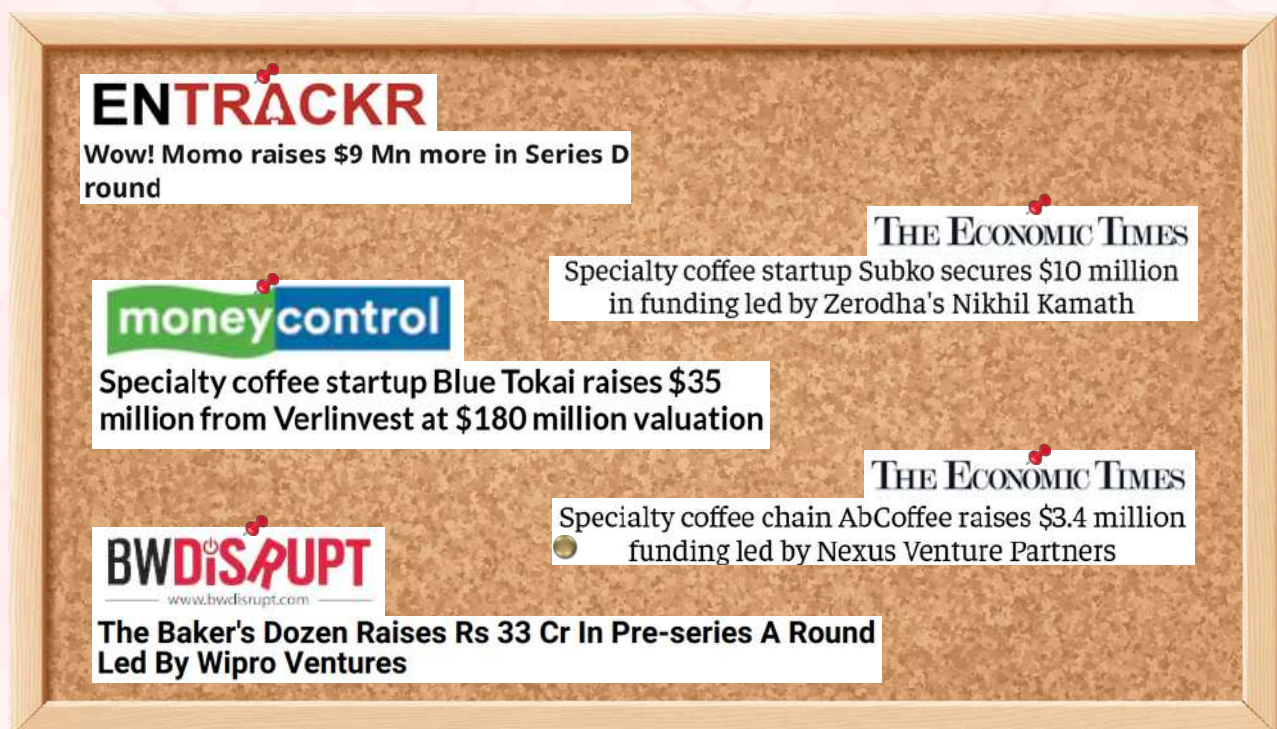 ENTRACKR
Wow! Momo raises $9 Mn more in Series D
round
THE ECONOMIC TIMES
Specialty coffee startup Subko secures $10 million
in funding led by Zerodha's Nikhil Kamath
moneycontrol
Specialty coffee startup Blue Tokai raises $35
million from Verlinvest at $180 million valuation
THE ECONOMIC TIMES
Specialty coffee chain AbCoffee raises $3.4 million
funding led by Nexus Venture Partners
BWDiSRUPT
www.bwdisrupt.com
The Baker's Dozen Raises Rs 33 Cr In Pre-series A Round
Led By Wipro Ventures